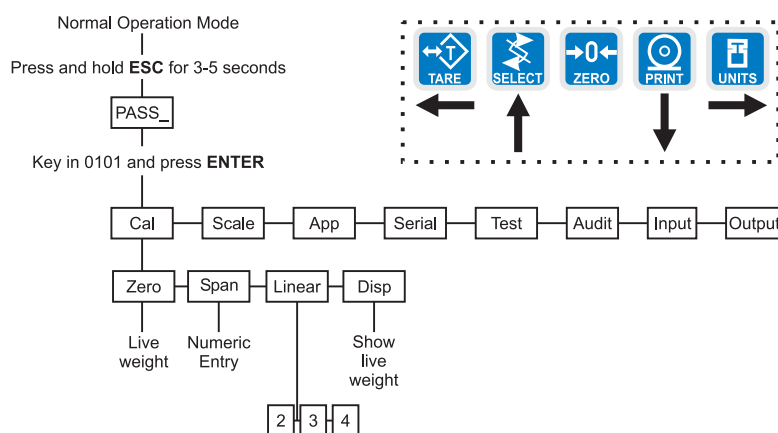 Normal Operation Mode
Press and hold ESC for 3-5 seconds
PASS_
Key in 0101 and press ENTER
T
TARE
SELECT
0
ZERO
PRINT
UNITS
Cal
Scale
App
Serial
Test
Audit
Input
Output
Zero
Span
Linear
Disp
Live
weight
Numeric
Entry
Show
live
weight
2
3
4